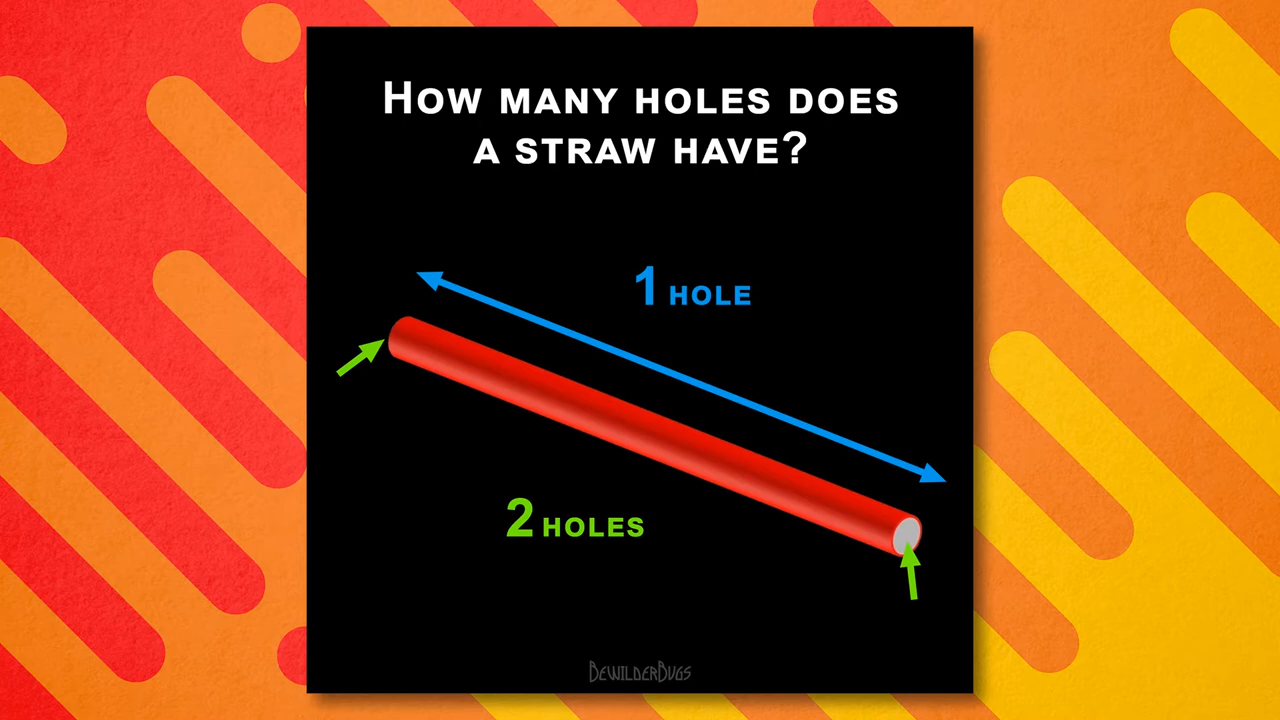 How many holes does
a straw have?
1 hole
2 holes
BewilderBugs